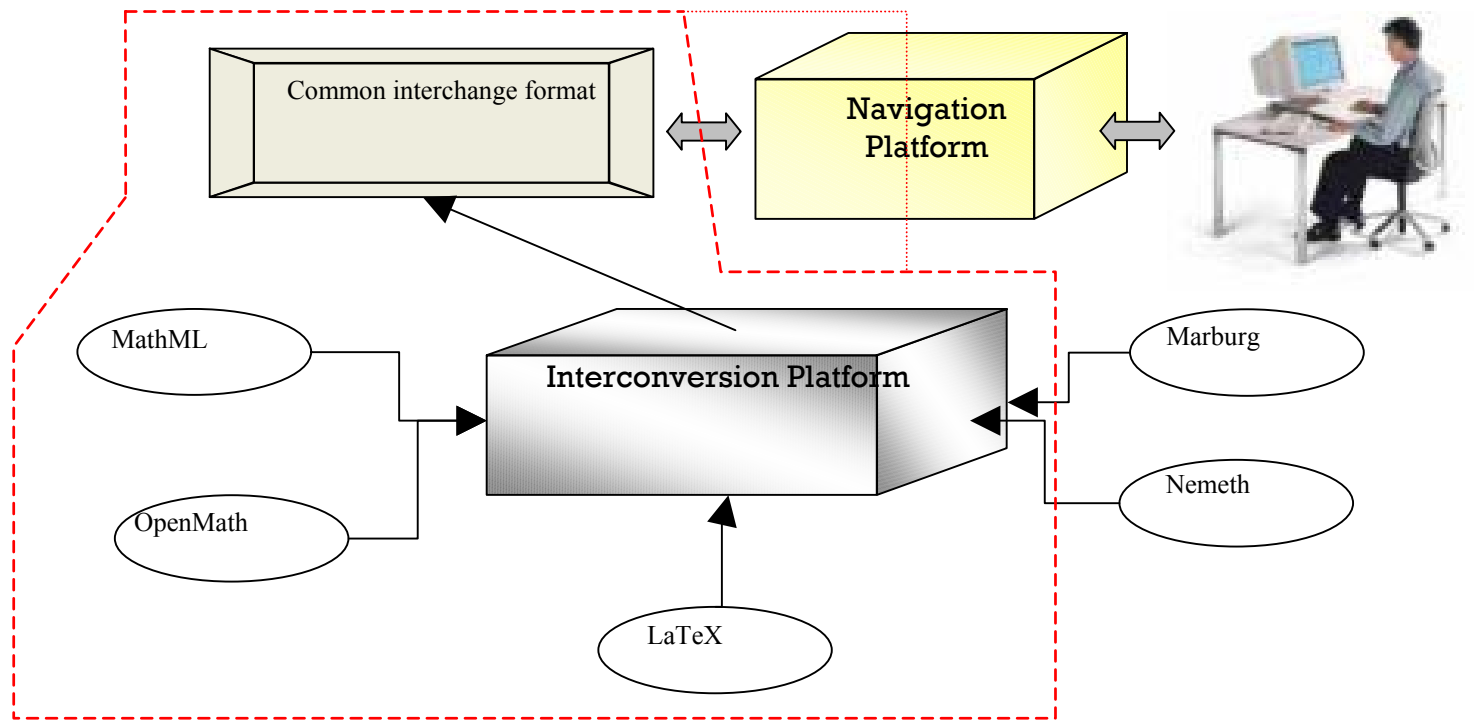 Common interchange format
Navigation
Platform
MathML
Marburg
Interconversion Platform
OpenMath
Nemeth
LaTeX